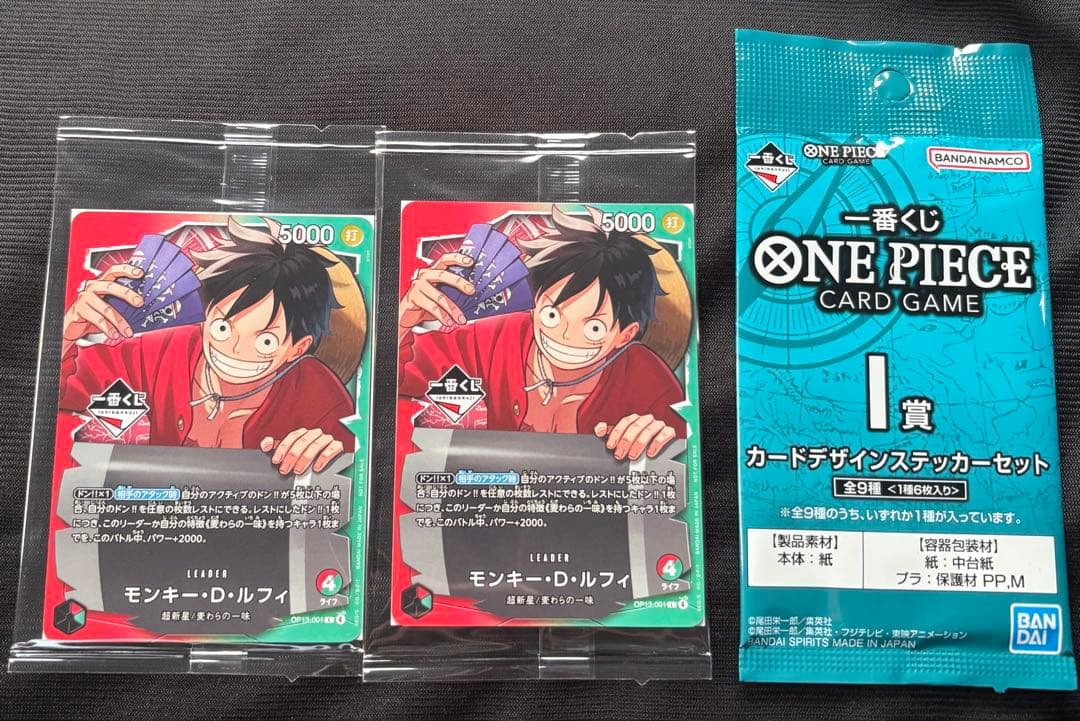 5000
打
一番くじ
ichibankuji
ドン!!×1 相手のアタック時 自分のアクティブのドン!!が5枚以下の場
合、自分のドン!!を任意の枚数レストにできる。レストにしたドン!!1枚
につき、このリーダーか自分の特徴《麦わらの一味》を持つキャラ1枚ま
でを、このバトル中、パワー+2000。
LEADER
モンキー・D・ルフィ
超新星/麦わらの一味
4
ライフ
OP13-001 L
NOT FOR SALE
BANDAI MADE IN JAPAN
5000
打
一番くじ
ichibankuji
ドン!!×1 相手のアタック時 自分のアクティブのドン!!が5枚以下の場
合、自分のドン!!を任意の枚数レストにできる。レストにしたドン!!1枚
につき、このリーダーか自分の特徴《麦わらの一味》を持つキャラ1枚ま
でを、このバトル中、パワー+2000。
LEADER
モンキー・D・ルフィ
超新星/麦わらの一味
4
ライフ
OP13-001 L
NOT FOR SALE
BANDAI MADE IN JAPAN
一番くじ
ONE PIECE
CARD GAME
BANDAI NAMCO
一番くじ
ONE PIECE
CARD GAME
I賞
カードデザインステッカーセット
全9種 <1種6枚入り>
※全9種のうち、いずれか1種が入っています。
【製品素材】
本体：紙
【容器包装材】
紙：中台紙
プラ：保護材 PP,M
©尾田栄一郎/集英社
©尾田栄一郎/集英社・フジテレビ・東映アニメーション
BANDAI SPIRITS MADE IN JAPAN
BAN
DAI